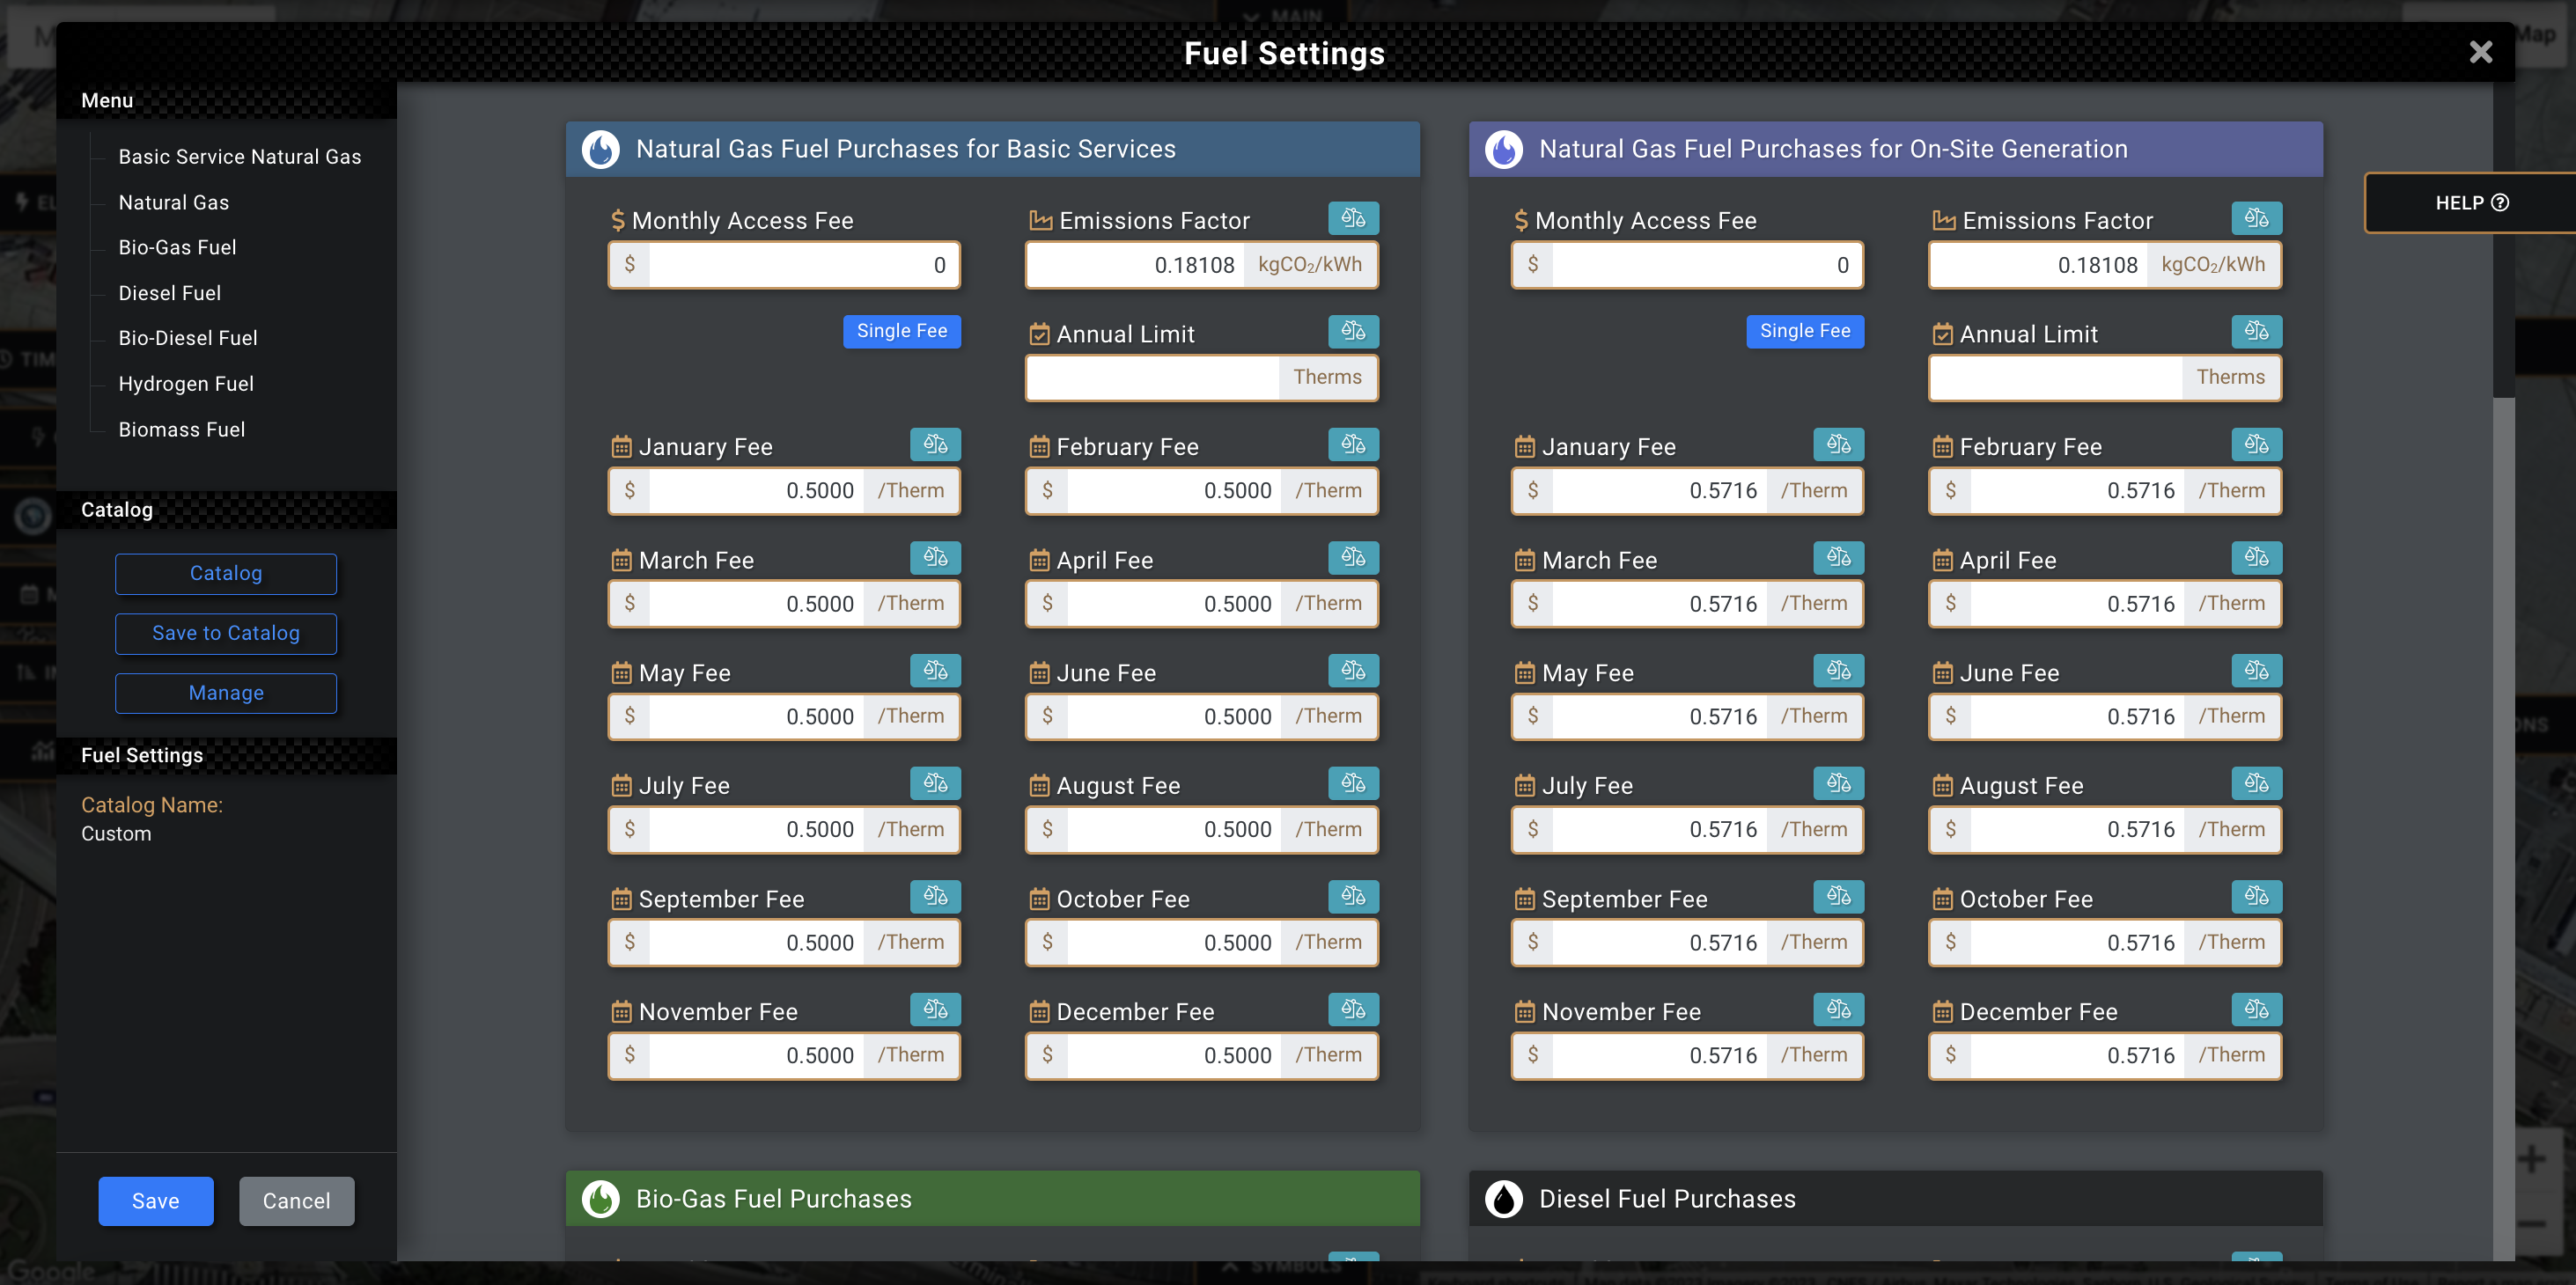 MAIN
Fuel Settings
Map
Menu
Basic Service Natural Gas
Natural Gas
Bio-Gas Fuel
Diesel Fuel
Bio-Diesel Fuel
Hydrogen Fuel
Biomass Fuel
Catalog
Catalog
Save to Catalog
Manage
Fuel Settings
Catalog Name:
Custom
Save Cancel
Natural Gas Fuel Purchases for Basic Services
$ Monthly Access Fee Emissions Factor
$ 0 0.18108 kgCO₂/kWh
Single Fee Annual Limit
Therms
January Fee February Fee
$ 0.5000 /Therm $ 0.5000 /Therm
March Fee April Fee
$ 0.5000 /Therm $ 0.5000 /Therm
May Fee June Fee
$ 0.5000 /Therm $ 0.5000 /Therm
July Fee August Fee
$ 0.5000 /Therm $ 0.5000 /Therm
September Fee October Fee
$ 0.5000 /Therm $ 0.5000 /Therm
November Fee December Fee
$ 0.5000 /Therm $ 0.5000 /Therm
Natural Gas Fuel Purchases for On-Site Generation
$ Monthly Access Fee Emissions Factor
$ 0 0.18108 kgCO₂/kWh
Single Fee Annual Limit
Therms
January Fee February Fee
$ 0.5716 /Therm $ 0.5716 /Therm
March Fee April Fee
$ 0.5716 /Therm $ 0.5716 /Therm
May Fee June Fee
$ 0.5716 /Therm $ 0.5716 /Therm
July Fee August Fee
$ 0.5716 /Therm $ 0.5716 /Therm
September Fee October Fee
$ 0.5716 /Therm $ 0.5716 /Therm
November Fee December Fee
$ 0.5716 /Therm $ 0.5716 /Therm
HELP
Bio-Gas Fuel Purchases
Diesel Fuel Purchases
Google
SYMBOLS